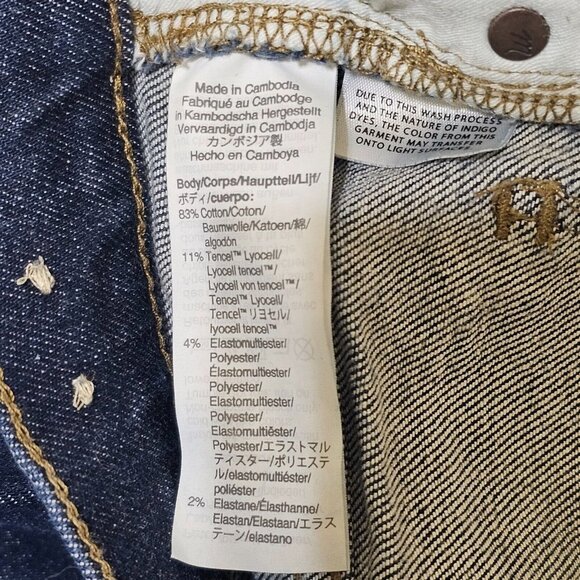 Made in Cambodia
Fabriqué au Cambodge
in Kambodscha Hergestellt
Vervaardigd in Cambodja
カンボジア製
Hecho en Camboya
Body/Corps/Hauptteil/Lijf/
ボディ/cuerpo:
83% Cotton/Coton/
Baumwolle/Katoen/綿/
algodón
11% Tencel™ Lyocell/
Lyocell tencel™/
Lyocell von tencel™/
Tencel™ Lyocell/
Tencel™ リヨセル/
lyocell tencel™
4% Elastomultiester/
Polyester/
Élastomultiester/
Polyester/
Elastomultiester/
Polyester/
Elastomultiëster/
Polyester/エラストマル
ティスター/ポリエステ
ル/elastomultiester/
poliéster
2% Elastane/Élasthanne/
Elastan/Elastaan/エラス
テーン/elastano
DUE TO THIS WASH PROCESS
AND THE NATURE OF INDIGO
DYES, THE COLOR FROM THIS
GARMENT MAY TRANSFER
ONTO LIGHT SURFACES